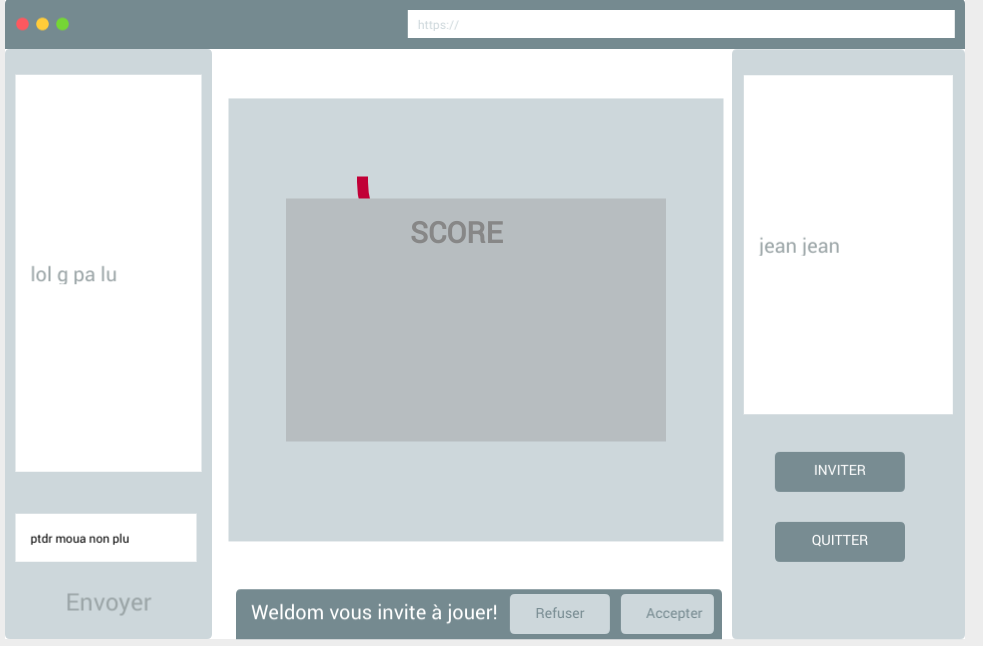 https://
lol g pa lu
ptdr moua non plu
Envoyer
SCORE
Weldom vous invite à jouer!
Refuser
Accepter
jean jean
INVITER
QUITTER